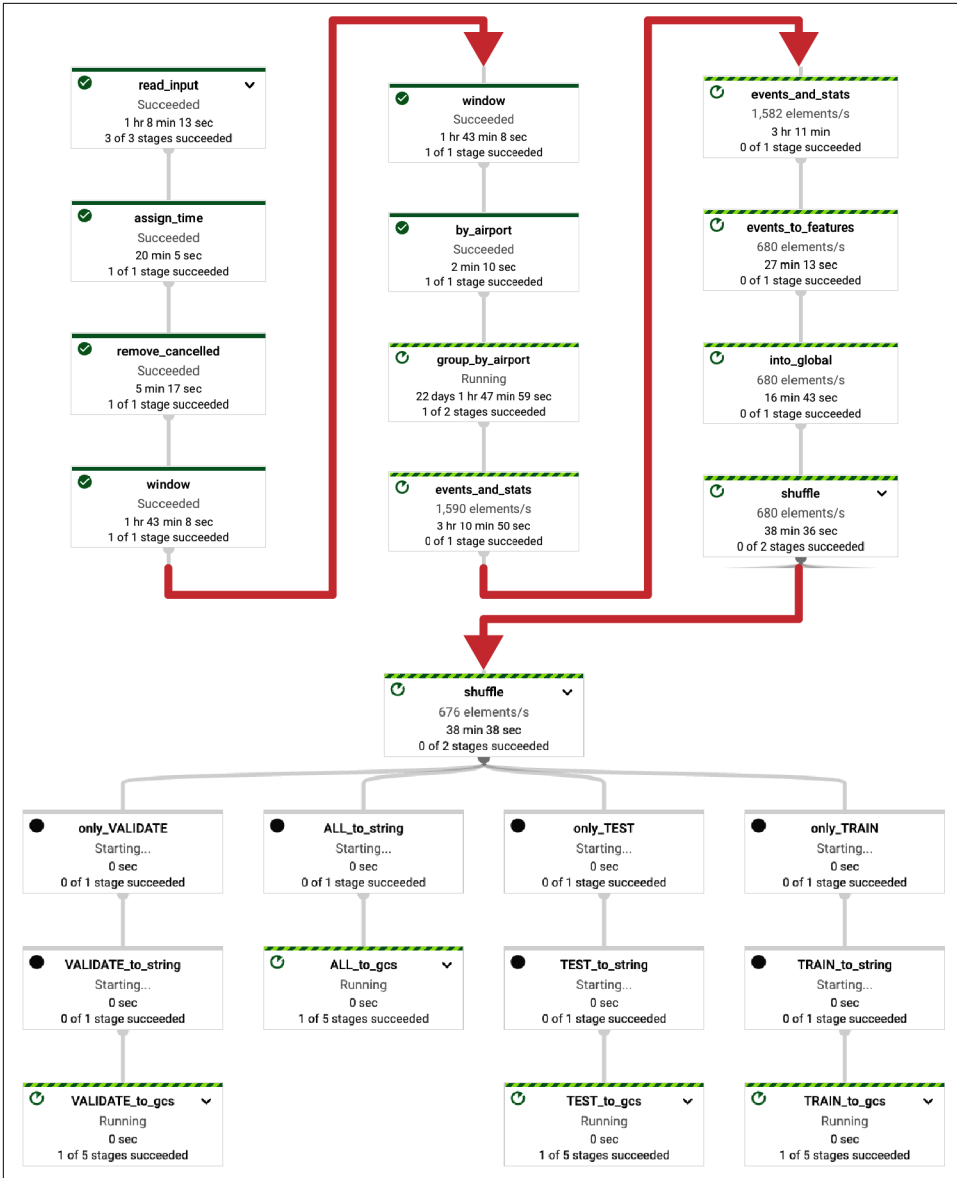 read_input
Succeeded
1 hr 8 min 13 sec
3 of 3 stages succeeded
assign_time
Succeeded
20 min 5 sec
1 of 1 stage succeeded
remove_cancelled
Succeeded
5 min 17 sec
1 of 1 stage succeeded
window
Succeeded
1 hr 43 min 8 sec
1 of 1 stage succeeded
window
Succeeded
1 hr 43 min 8 sec
1 of 1 stage succeeded
by_airport
Succeeded
2 min 10 sec
1 of 1 stage succeeded
group_by_airport
Running
22 days 1 hr 47 min 59 sec
1 of 2 stages succeeded
events_and_stats
1,590 elements/s
3 hr 10 min 50 sec
0 of 1 stage succeeded
events_and_stats
1,582 elements/s
3 hr 11 min
0 of 1 stage succeeded
events_to_features
680 elements/s
27 min 13 sec
0 of 1 stage succeeded
into_global
680 elements/s
16 min 43 sec
0 of 1 stage succeeded
shuffle
680 elements/s
38 min 36 sec
0 of 2 stages succeeded
shuffle
676 elements/s
38 min 38 sec
0 of 2 stages succeeded
only_VALIDATE
Starting...
0 sec
0 of 1 stage succeeded
ALL_to_string
Starting...
0 sec
0 of 1 stage succeeded
only_TEST
Starting...
0 sec
0 of 1 stage succeeded
only_TRAIN
Starting...
0 sec
0 of 1 stage succeeded
VALIDATE_to_string
Starting...
0 sec
0 of 1 stage succeeded
ALL_to_gcs
Running
0 sec
1 of 5 stages succeeded
TEST_to_string
Starting...
0 sec
0 of 1 stage succeeded
TRAIN_to_string
Starting...
0 sec
0 of 1 stage succeeded
VALIDATE_to_gcs
Running
0 sec
1 of 5 stages succeeded
TEST_to_gcs
Running
0 sec
1 of 5 stages succeeded
TRAIN_to_gcs
Running
0 sec
1 of 5 stages succeeded